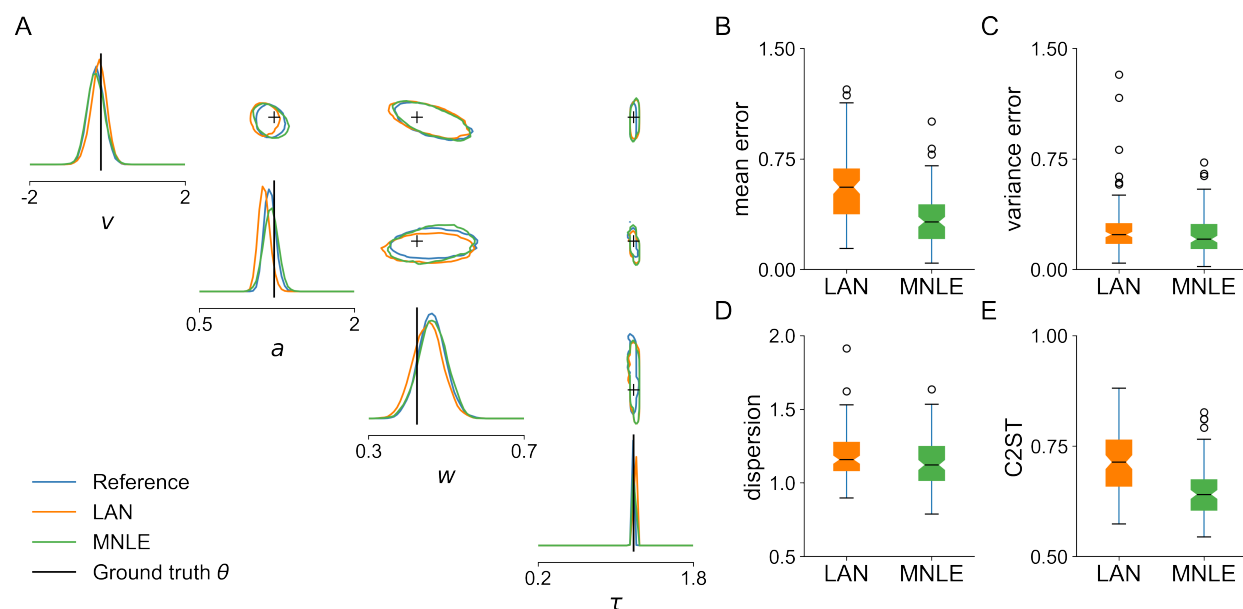 A
-2
2
v
0.5
2
a
0.3
0.7
w
0.2
1.8
τ
Reference
LAN
MNLE
Ground truth θ
B
1.50
0.75
0.00
mean error
LAN
MNLE
C
1.50
0.75
0.00
variance error
LAN
MNLE
D
2.0
1.5
1.0
0.5
dispersion
LAN
MNLE
E
1.00
0.75
0.50
C2ST
LAN
MNLE